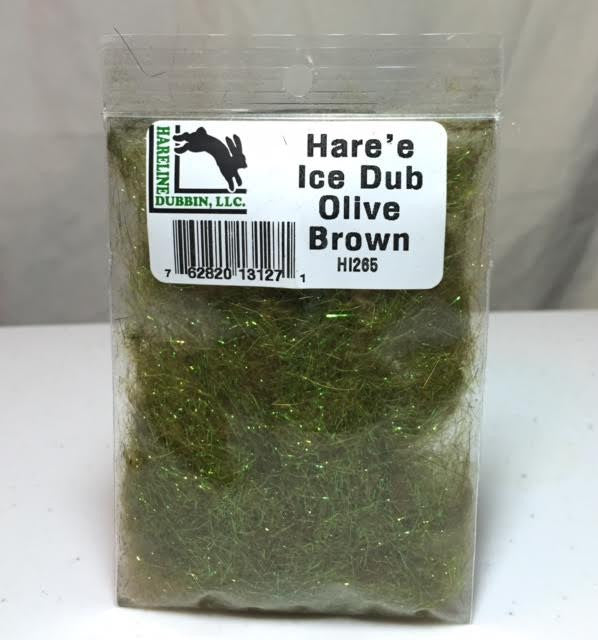 HARELINE
DUBBIN, LLC.
Hare'e
Ice Dub
Olive
Brown
HI265
7 62820 13127 1